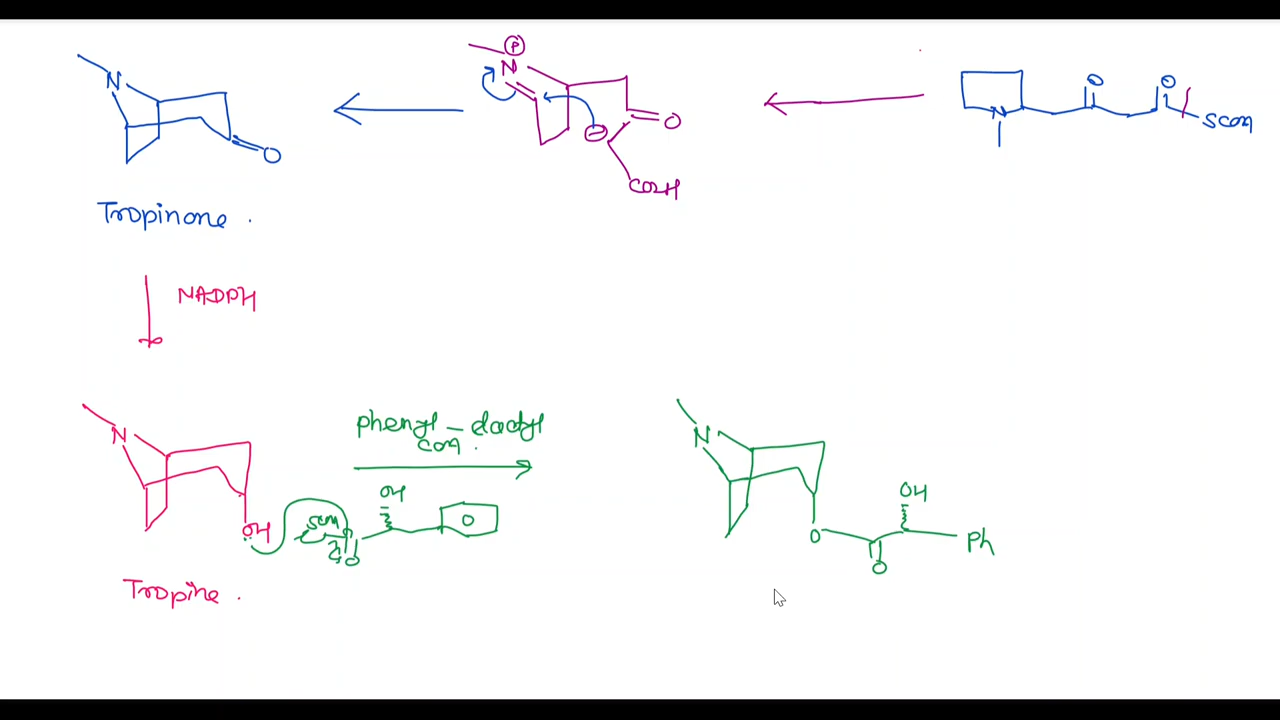 N
O
Tropinone .
N
O
CO2H
N
O
O
SCOA
NADPH
N
OH
Tropine .
phenyl - lactyl
COA .
SCOA
O
OH
N
O
O
OH
Ph